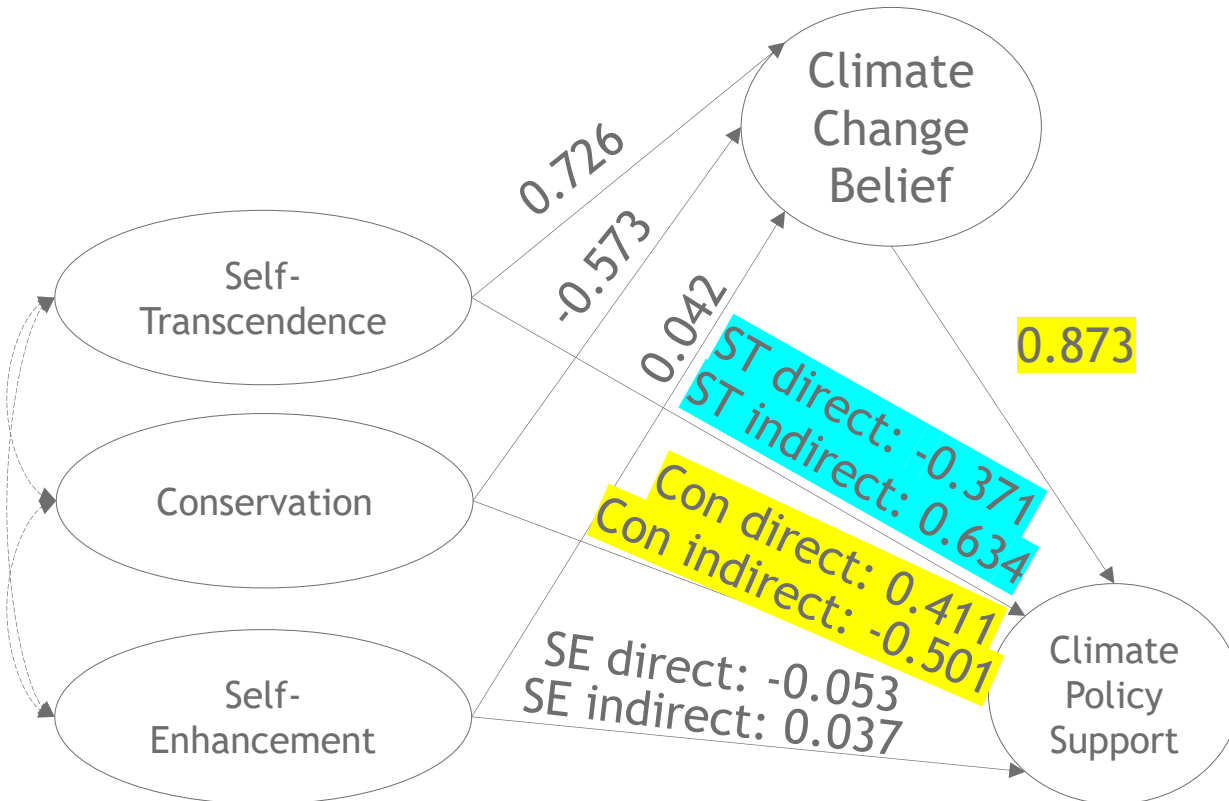 Climate
Change
Belief
0.726
-0.573
0.042
0.873
Self-
Transcendence
ST direct: -0.371
ST indirect: 0.634
Conservation
Con direct: 0.411
Con indirect: -0.501
Self-
Enhancement
SE direct: -0.053
SE indirect: 0.037
Climate
Policy
Support